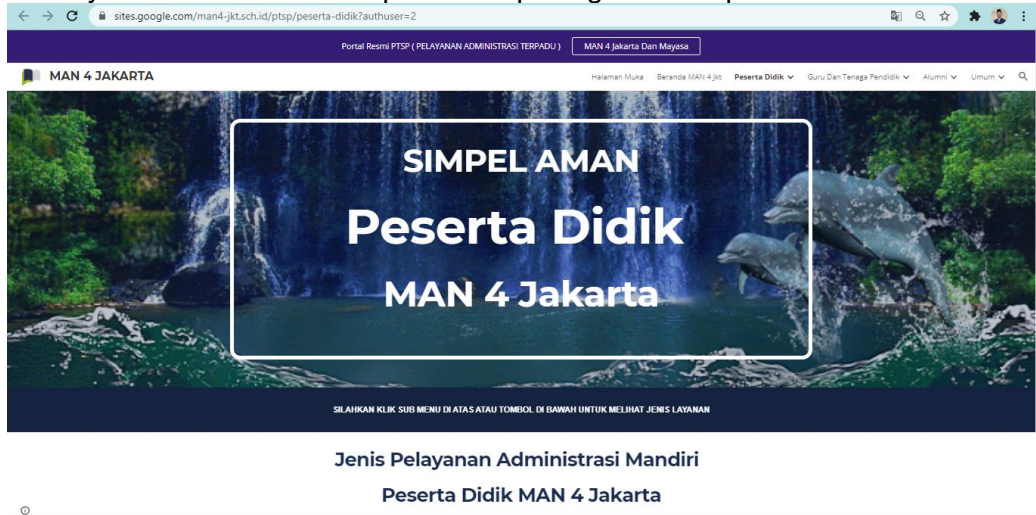 sites.google.com/man4-jkt.sch.id/ptsp/peserta-didik?authuser=2
Portal Resmi PTSP ( PELAYANAN ADMINISTRASI TERPADU ) MAN 4 Jakarta Dan Mayasa
MAN 4 JAKARTA Halaman Muka Beranda MAN 4 Jkt Peserta Didik Guru Dan Tenaga Pendidik Alumni Umum
SIMPEL AMAN
Peserta Didik
MAN 4 Jakarta
SILAHKAN KLIK SUB MENU DI ATAS ATAU TOMBOL DI BAWAH UNTUK MELIHAT JENIS LAYANAN
Jenis Pelayanan Administrasi Mandiri
Peserta Didik MAN 4 Jakarta